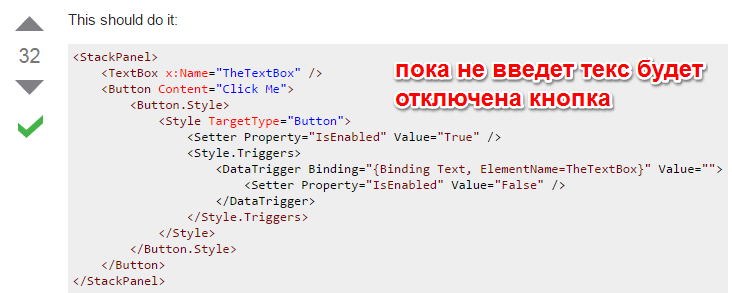 This should do it:
32
<StackPanel>
    <TextBox x:Name="TheTextBox" />
    <Button Content="Click Me">
        <Button.Style>
            <Style TargetType="Button">
                <Setter Property="IsEnabled" Value="True" />
                <Style.Triggers>
                    <DataTrigger Binding="{Binding Text, ElementName=TheTextBox}" Value="">
                        <Setter Property="IsEnabled" Value="False" />
                    </DataTrigger>
                </Style.Triggers>
            </Style>
        </Button.Style>
    </Button>
</StackPanel>
пока не введет текс будет
отключена кнопка